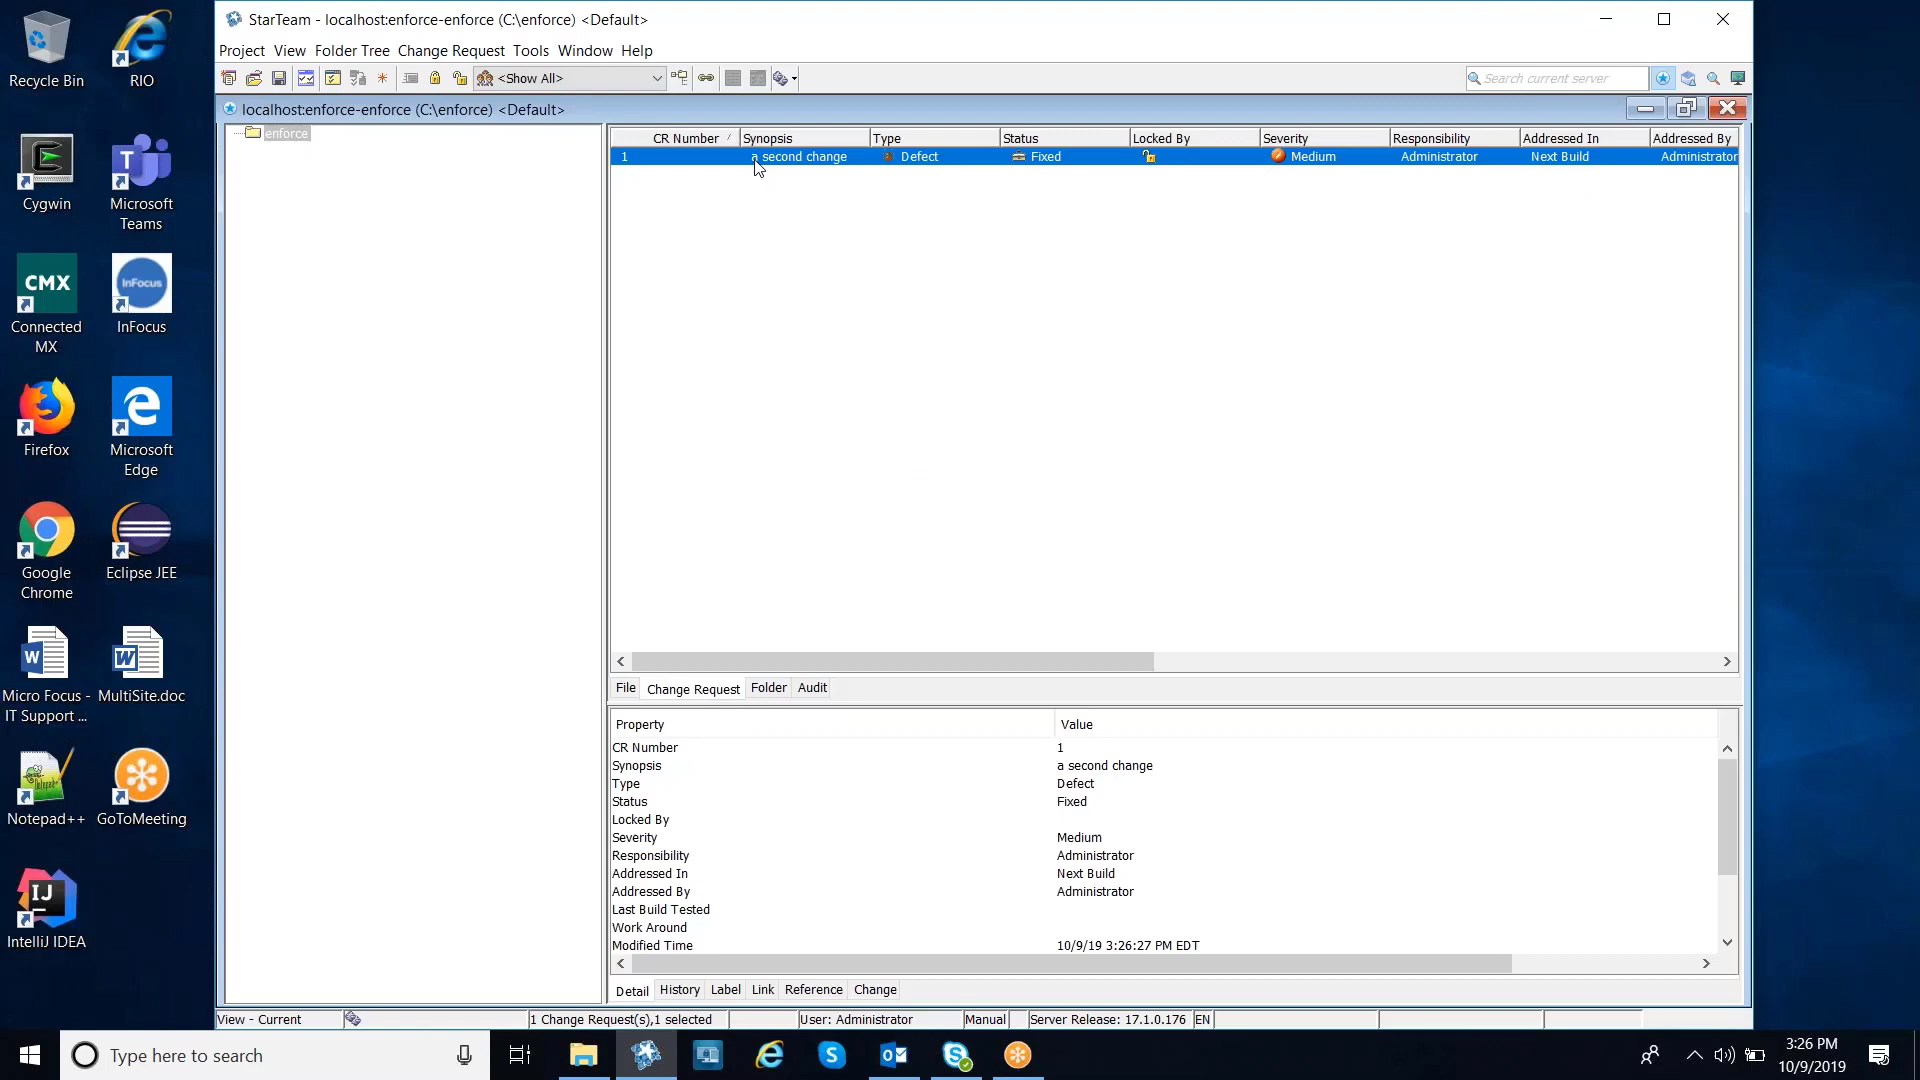 StarTeam - localhost:enforce-enforce (C:\enforce) <Default>
Project View Folder Tree Change Request Tools Window Help
<Show All>
Search current server
localhost:enforce-enforce (C:\enforce) <Default>
enforce
CR Number Synopsis Type Status Locked By Severity Responsibility Addressed In Addressed By
1 a second change Defect Fixed Medium Administrator Next Build Administrator
File Change Request Folder Audit
Property Value
CR Number 1
Synopsis a second change
Type Defect
Status Fixed
Locked By
Severity Medium
Responsibility Administrator
Addressed In Next Build
Addressed By Administrator
Last Build Tested
Work Around
Modified Time 10/9/19 3:26:27 PM EDT
Detail History Label Link Reference Change
View - Current 1 Change Request(s),1 selected User: Administrator Manual Server Release: 17.1.0.176 EN
Recycle Bin
RIO
Cygwin
Microsoft
Teams
CMX
Connected
MX
InFocus
InFocus
Firefox
Microsoft
Edge
Google
Chrome
Eclipse JEE
Micro Focus -
IT Support ...
MultiSite.doc
Notepad++
GoToMeeting
IJ
IntelliJ IDEA
Type here to search
3:26 PM
10/9/2019